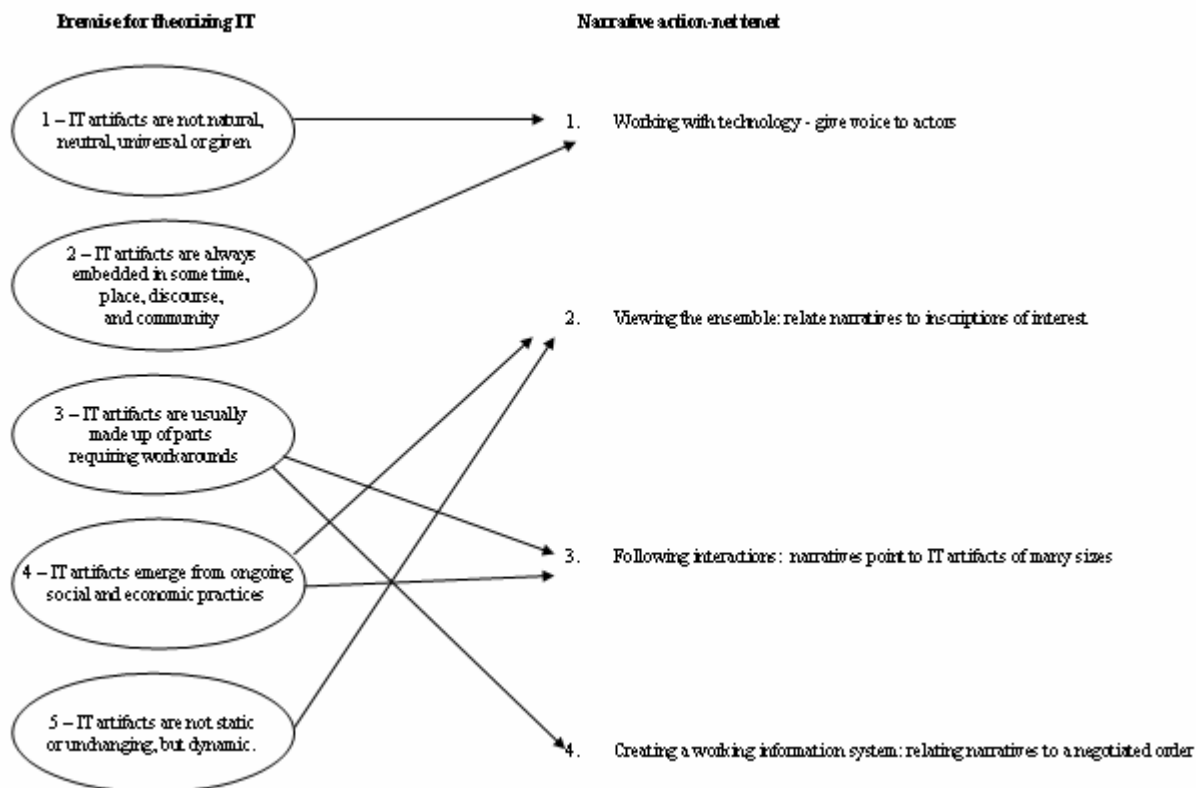 Premise for theorizing IT
Narrative action-net tenet
1 – IT artifacts are not natural,
neutral, universal or given
1. Working with technology - give voice to actors
2 – IT artifacts are always
embedded in some time,
place, discourse,
and community
2. Viewing the ensemble: relate narratives to inscriptions of interest
3 – IT artifacts are usually
made up of parts
requiring workarounds
3. Following interactions: narratives point to IT artifacts of many sizes
4 – IT artifacts emerge from ongoing
social and economic practices
5 – IT artifacts are not static
or unchanging, but dynamic.
4. Creating a working information system: relating narratives to a negotiated order